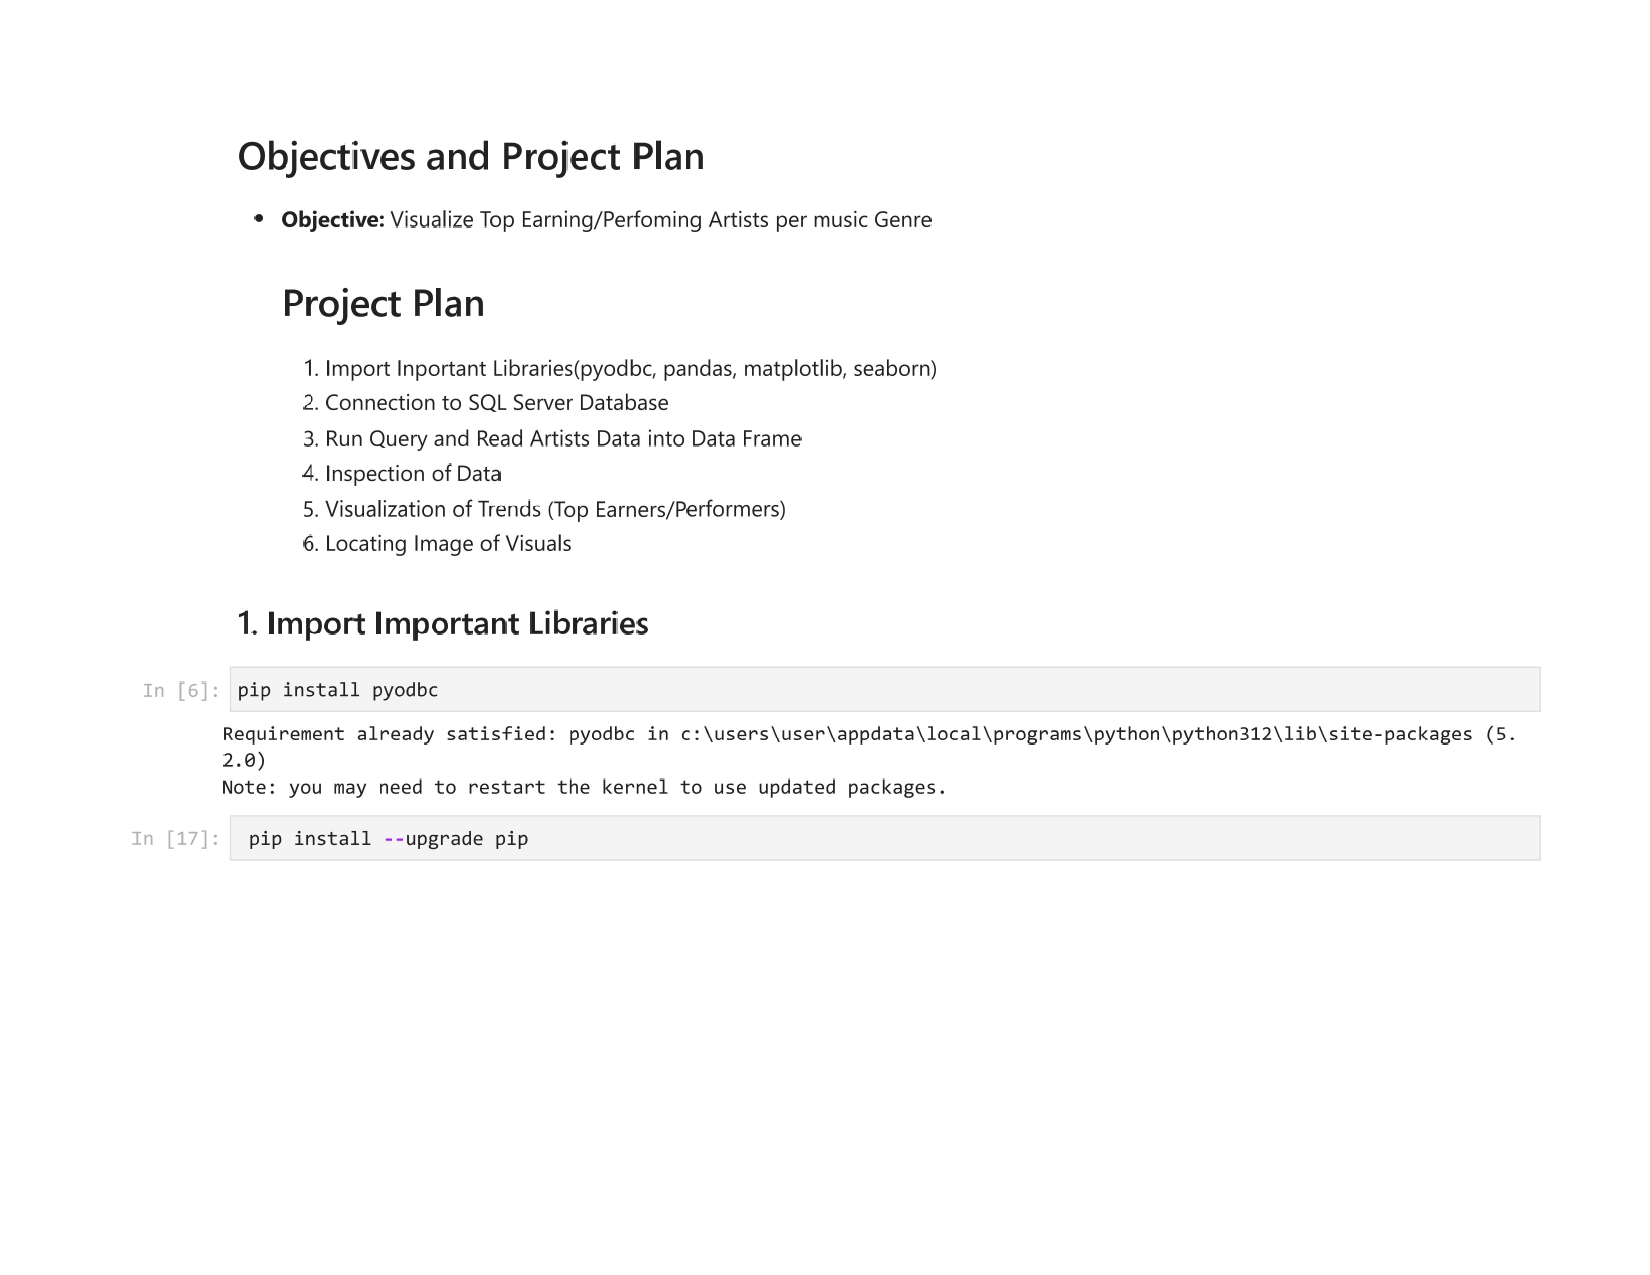 Objectives and Project Plan
• Objective: Visualize Top Earning/Perfoming Artists per music Genre
Project Plan
1. Import Inportant Libraries(pyodbc, pandas, matplotlib, seaborn)
2. Connection to SQL Server Database
3. Run Query and Read Artists Data into Data Frame
4. Inspection of Data
5. Visualization of Trends (Top Earners/Performers)
6. Locating Image of Visuals
1. Import Important Libraries
In [6]: pip install pyodbc
Requirement already satisfied: pyodbc in c:\users\user\appdata\local\programs\python\python312\lib\site-packages (5.
2.0)
Note: you may need to restart the kernel to use updated packages.
In [17]: pip install --upgrade pip